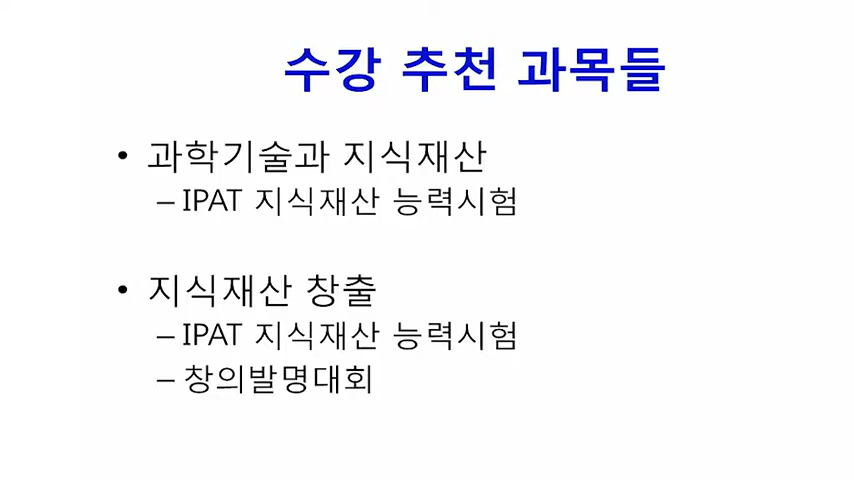 수강 추천 과목들
• 과학기술과 지식재산
– IPAT 지식재산 능력시험
• 지식재산 창출
– IPAT 지식재산 능력시험
– 창의발명대회